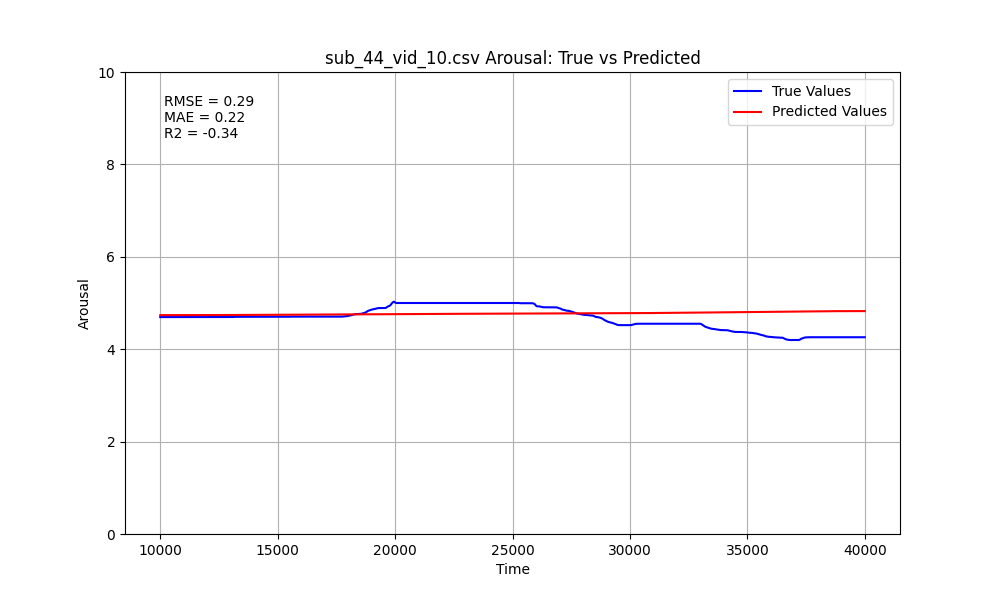 sub_44_vid_10.csv Arousal: True vs Predicted
RMSE = 0.29
MAE = 0.22
R2 = -0.34
True Values
Predicted Values
Arousal
10
8
6
4
2
0
10000
15000
20000
25000
30000
35000
40000
Time